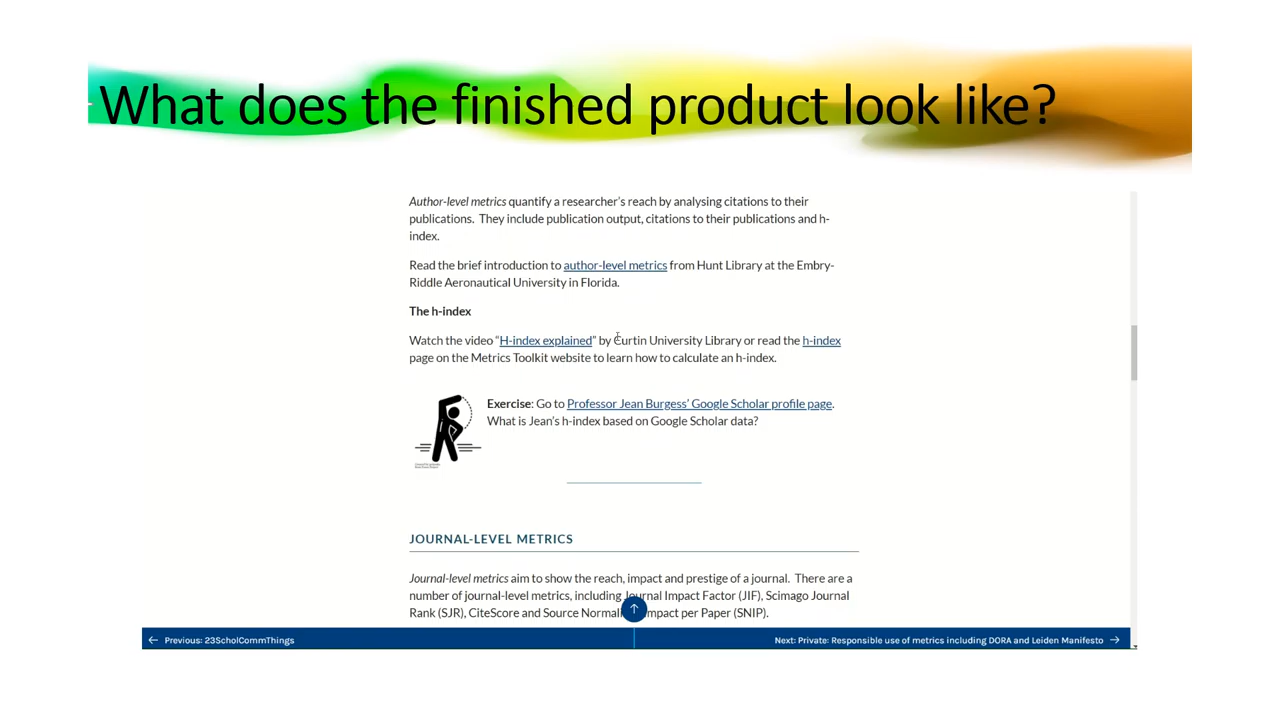 What does the finished product look like?
Author-level metrics quantify a researcher's reach by analysing citations to their
publications. They include publication output, citations to their publications and h-
index.
Read the brief introduction to author-level metrics from Hunt Library at the Embry-
Riddle Aeronautical University in Florida.
The h-index
Watch the video “H-index explained” by Curtin University Library or read the h-index
page on the Metrics Toolkit website to learn how to calculate an h-index.
Exercise: Go to Professor Jean Burgess’ Google Scholar profile page.
What is Jean's h-index based on Google Scholar data?
JOURNAL-LEVEL METRICS
Journal-level metrics aim to show the reach, impact and prestige of a journal. There are a
number of journal-level metrics, including Journal Impact Factor (JIF), Scimago Journal
Rank (SJR), CiteScore and Source Normali mpact per Paper (SNIP).
← Previous: 23ScholCommThings
Next: Private: Responsible use of metrics including DORA and Leiden Manifesto →